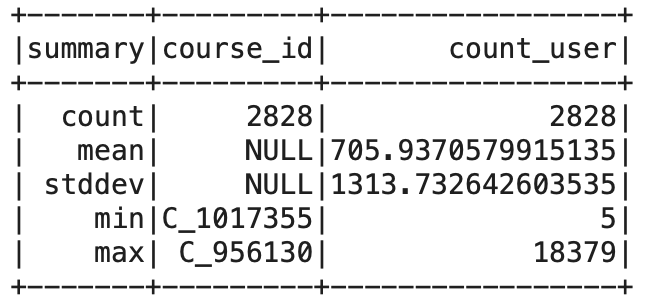 +-------+---------+------------------+
|summary|course_id|        count_user|
+-------+---------+------------------+
|  count|     2828|              2828|
|   mean|     NULL|705.9370579915135|
| stddev|     NULL|1313.732642603535|
|    min|C_1017355|                 5|
|    max| C_956130|             18379|
+-------+---------+------------------+